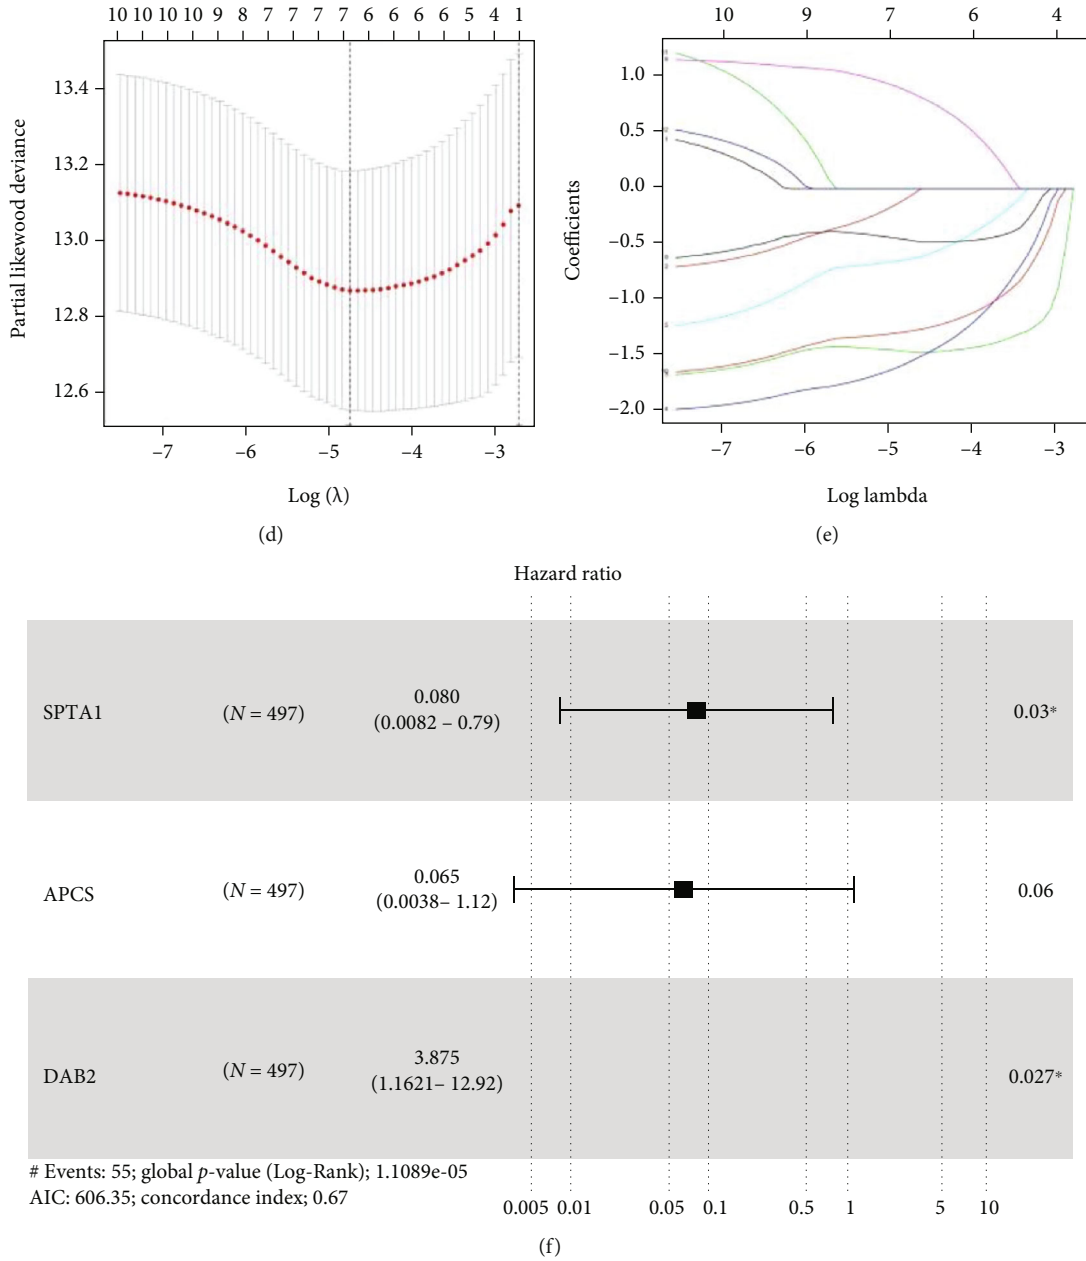 10 10 10 10 9 8 7 7 7 7 6 6 6 6 5 4 1
13.4
13.2
13.0
12.8
12.6
Partial likewood deviance
−7 −6 −5 −4 −3
Log (λ)
(d)
10 9 7 6 4
1.0
0.5
0.0
−0.5
−1.0
−1.5
−2.0
Coefficients
−7 −6 −5 −4 −3
Log lambda
(e)
Hazard ratio
SPTA1 (N = 497) 0.080 (0.0082 – 0.79) 0.03*
APCS (N = 497) 0.065 (0.0038– 1.12) 0.06
DAB2 (N = 497) 3.875 (1.1621– 12.92) 0.027*
# Events: 55; global p-value (Log-Rank); 1.1089e-05
AIC: 606.35; concordance index; 0.67
0.005 0.01 0.05 0.1 0.5 1 5 10
(f)